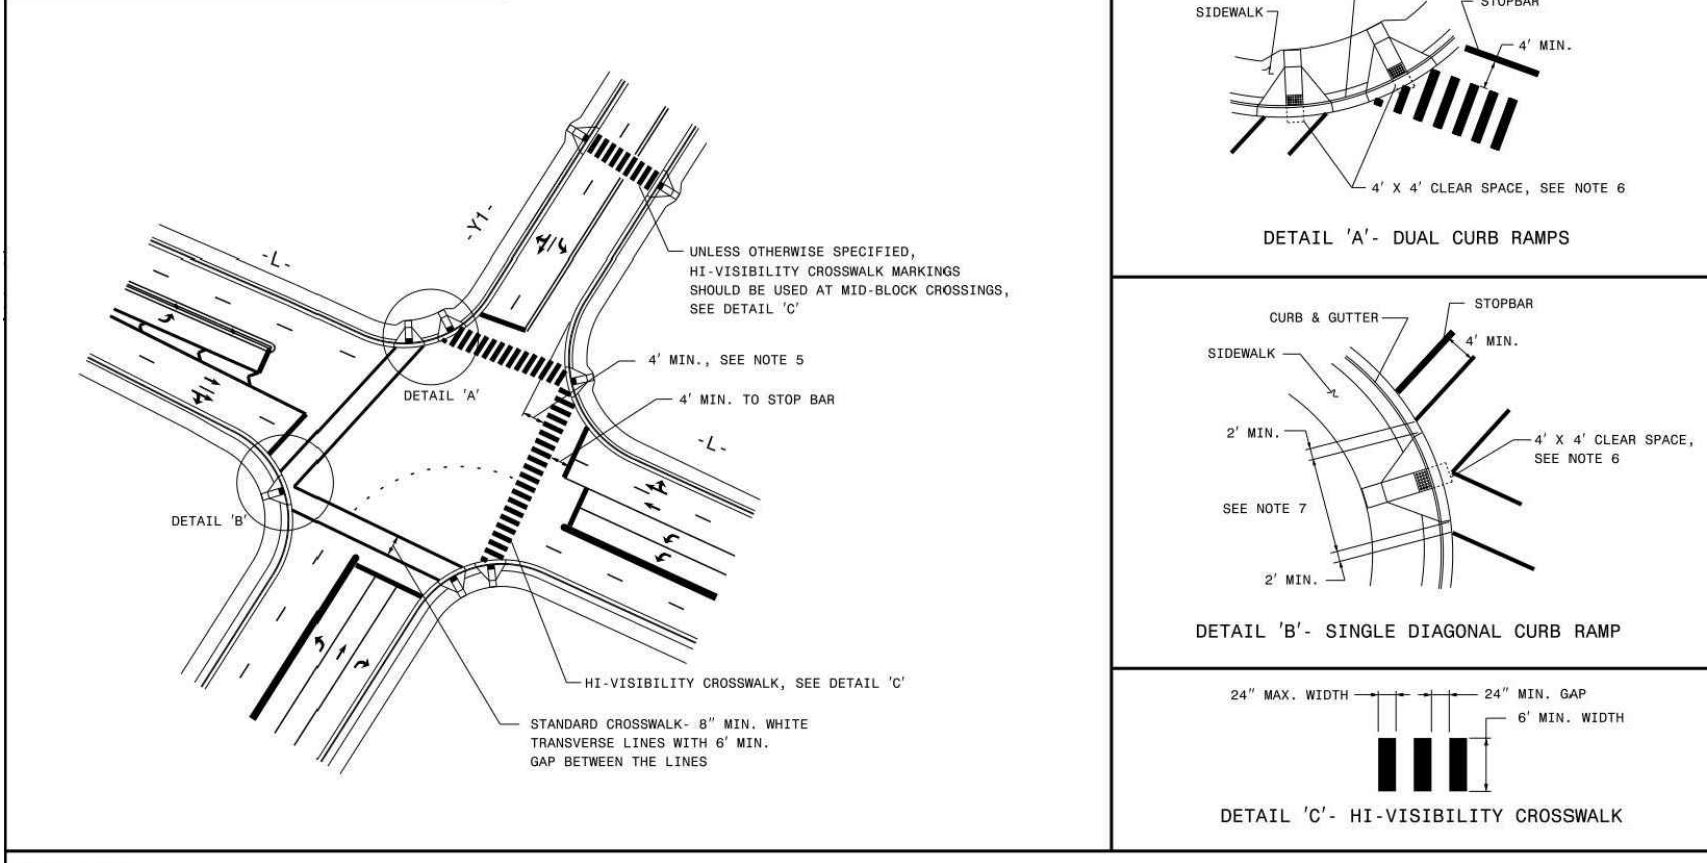 -L-
-Y1-
UNLESS OTHERWISE SPECIFIED,
HI-VISIBILITY CROSSWALK MARKINGS
SHOULD BE USED AT MID-BLOCK CROSSINGS,
SEE DETAIL 'C'
4' MIN., SEE NOTE 5
DETAIL 'A'
4' MIN. TO STOP BAR
-L-
DETAIL 'B'
HI-VISIBILITY CROSSWALK, SEE DETAIL 'C'
STANDARD CROSSWALK- 8" MIN. WHITE
TRANSVERSE LINES WITH 6' MIN.
GAP BETWEEN THE LINES
STOPBAR
SIDEWALK
4' MIN.
4' X 4' CLEAR SPACE, SEE NOTE 6
DETAIL 'A'- DUAL CURB RAMPS
STOPBAR
CURB & GUTTER
4' MIN.
SIDEWALK
2' MIN.
4' X 4' CLEAR SPACE,
SEE NOTE 6
SEE NOTE 7
2' MIN.
DETAIL 'B'- SINGLE DIAGONAL CURB RAMP
24" MAX. WIDTH
24" MIN. GAP
6' MIN. WIDTH
DETAIL 'C'- HI-VISIBILITY CROSSWALK